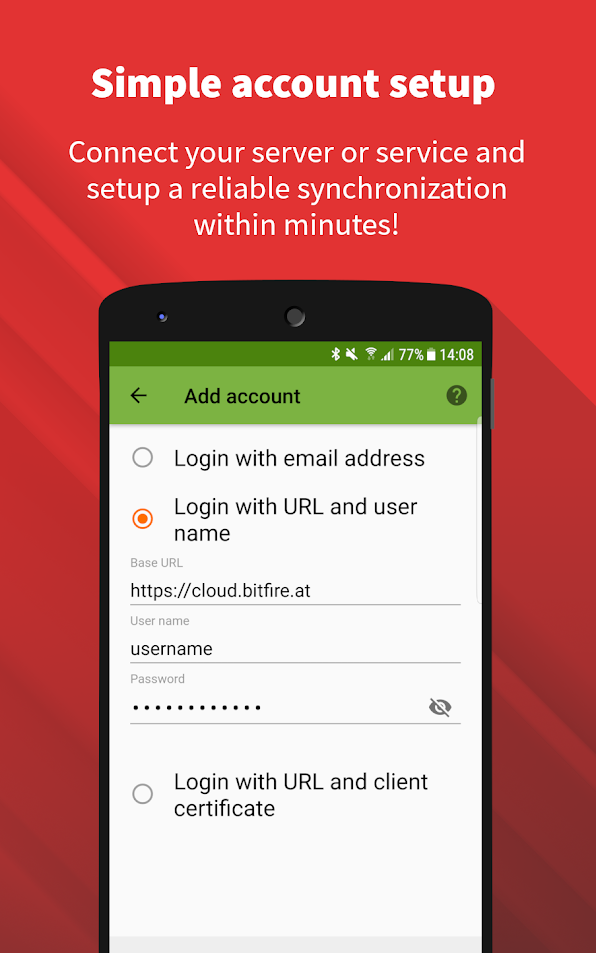 Simple account setup
Connect your server or service and
setup a reliable synchronization
within minutes!
77% 14:08
Add account
?
Login with email address
Login with URL and user
name
Base URL
https://cloud.bitfire.at
User name
username
Password
••••••••••••
Login with URL and client
certificate